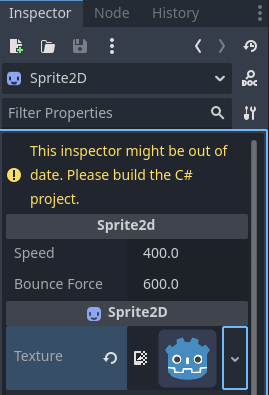 Inspector Node History
Sprite2D
DOC
Filter Properties
This inspector might be out of
date. Please build the C#
project.
Sprite2d
Speed 400.0
Bounce Force 600.0
Sprite2D
Texture